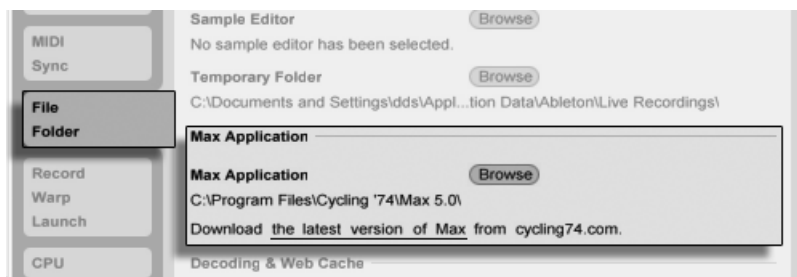 MIDI
Sync
File
Folder
Record
Warp
Launch
CPU
Sample Editor Browse
No sample editor has been selected.
Temporary Folder Browse
C:\Documents and Settings\dds\Appl...tion Data\Ableton\Live Recordings\
Max Application
Max Application Browse
C:\Program Files\Cycling '74\Max 5.0\
Download the latest version of Max from cycling74.com.
Decoding & Web Cache